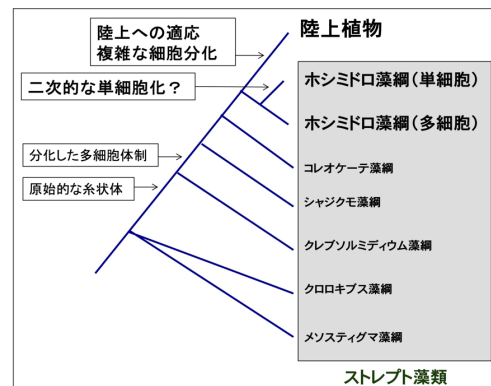 陸上への適応
複雑な細胞分化
陸上植物
二次的な単細胞化？
ホシミドロ藻綱（単細胞）
ホシミドロ藻綱（多細胞）
分化した多細胞体制
コレオケーテ藻綱
原始的な糸状体
シャジクモ藻綱
クレブソルミディウム藻綱
クロロキブス藻綱
メソスティグマ藻綱
ストレプト藻類